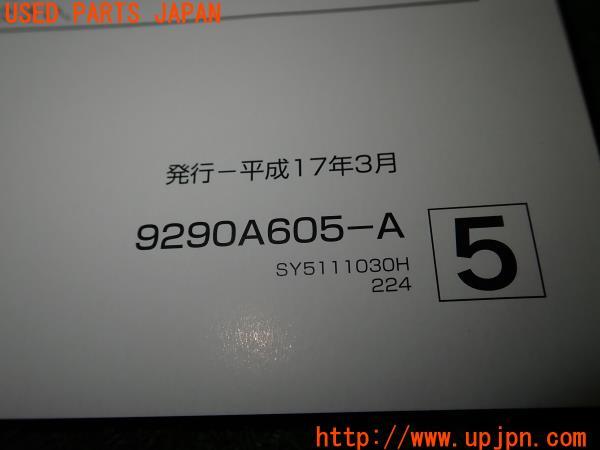 USED PARTS JAPAN
発行－平成17年3月
9290A605－A
5
SY5111030H
224
http://www.upjpn.com